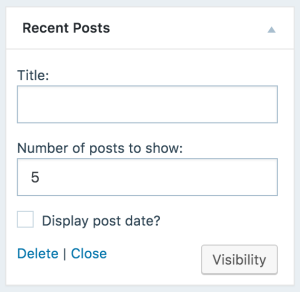 Recent Posts
Title:
Number of posts to show:
5
Display post date?
Delete | Close
Visibility